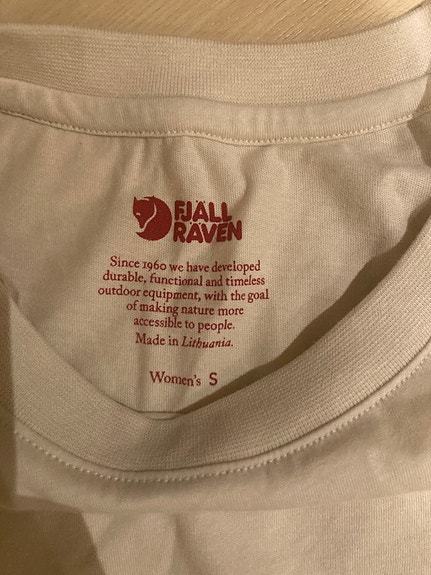 FJÄLL
RÄVEN
Since 1960 we have developed
durable, functional and timeless
outdoor equipment, with the goal
of making nature more
accessible to people.
Made in Lithuania.
Women's S